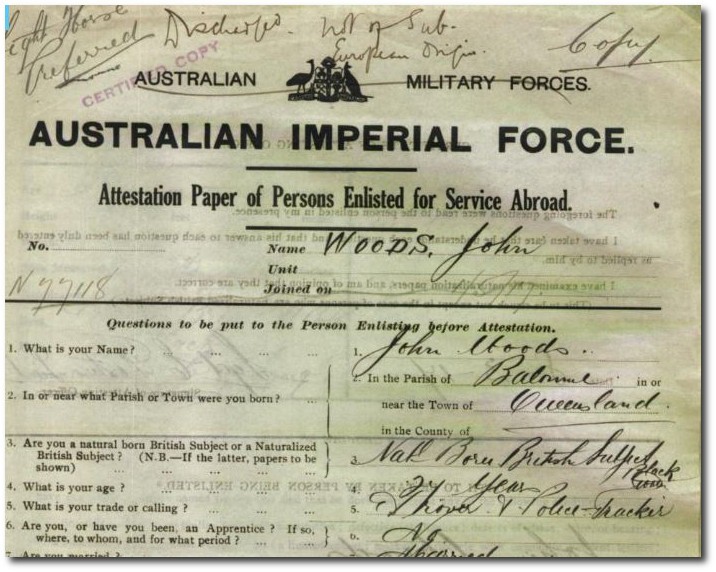 Light Horse Preferred
Discharged. Not of Sub. European Origin.
Copy.
CERTIFIED COPY
AUSTRALIAN MILITARY FORCES.
AUSTRALIAN IMPERIAL FORCE.
Attestation Paper of Persons Enlisted for Service Abroad.
No. Name WOODS, John
Unit
N77118 Joined on
Questions to be put to the Person Enlisting before Attestation.
1. What is your Name? ... ... ... ... 1. John Woods.
2. In or near what Parish or Town were you born? ... 2. In the Parish of Balonne in or
near the Town of Queensland.
in the County of
3. Are you a natural born British Subject or a Naturalized
British Subject? (N.B.—If the latter, papers to be 3. Nat. Born British Subject Black
shown) ... ... ... ... ...
4. What is your age? ... ... ... ... 4. Years
5. What is your trade or calling? ... ... ... 5. Drover & Police-Tracker
6. Are you, or have you been, an Apprentice? If so,
where, to whom, and for what period? ... ... 6. No
7. Are you married? Married